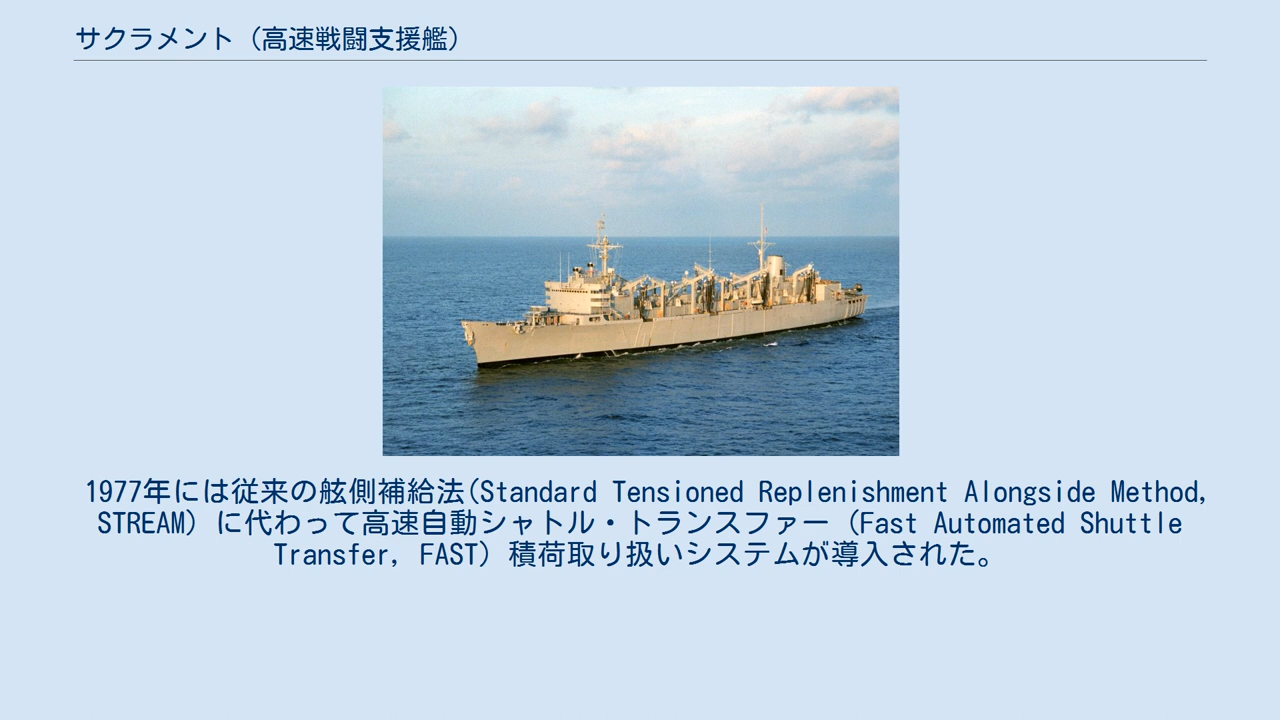 サクラメント（高速戦闘支援艦）
1977年には従来の舷側補給法(Standard Tensioned Replenishment Alongside Method,
STREAM）に代わって高速自動シャトル・トランスファー（Fast Automated Shuttle
Transfer, FAST）積荷取り扱いシステムが導入された。